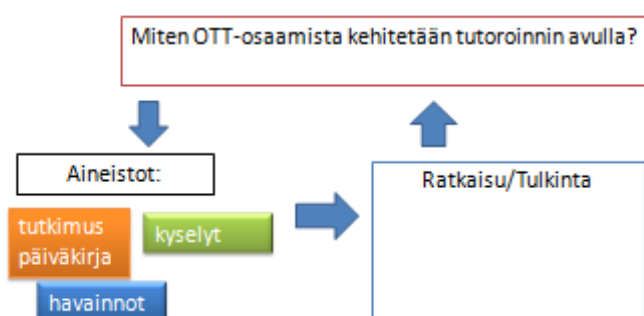 Miten OTT-osaamista kehitetään tutoroinnin avulla?
Aineistot:
Ratkaisu/Tulkinta
tutkimus
päiväkirja
kyselyt
havainnot